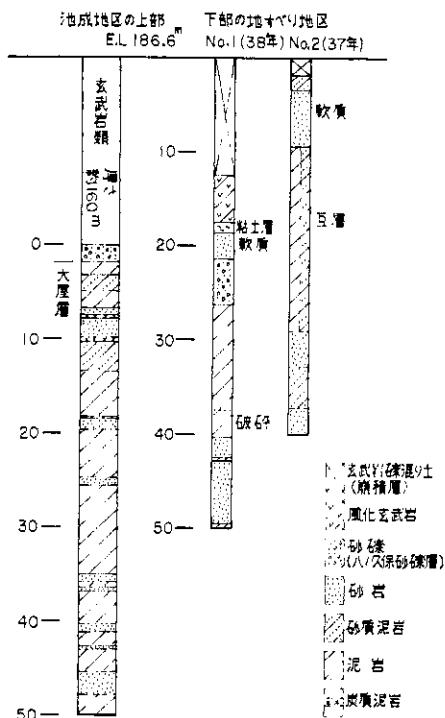 池成地区の上部
E.L 186.6m
下部の地すべり地区
No.1 (38年)
No.2 (37年)
玄武岩類
厚さ
約160m
大屋層
0
10
20
30
40
50
10
20
30
40
50
粘土層
軟質
破砕
軟質
互層
玄武岩礫混り土
(崩積層)
風化玄武岩
砂礫
(八ノ久保砂礫層)
砂岩
砂質泥岩
泥岩
炭質泥岩